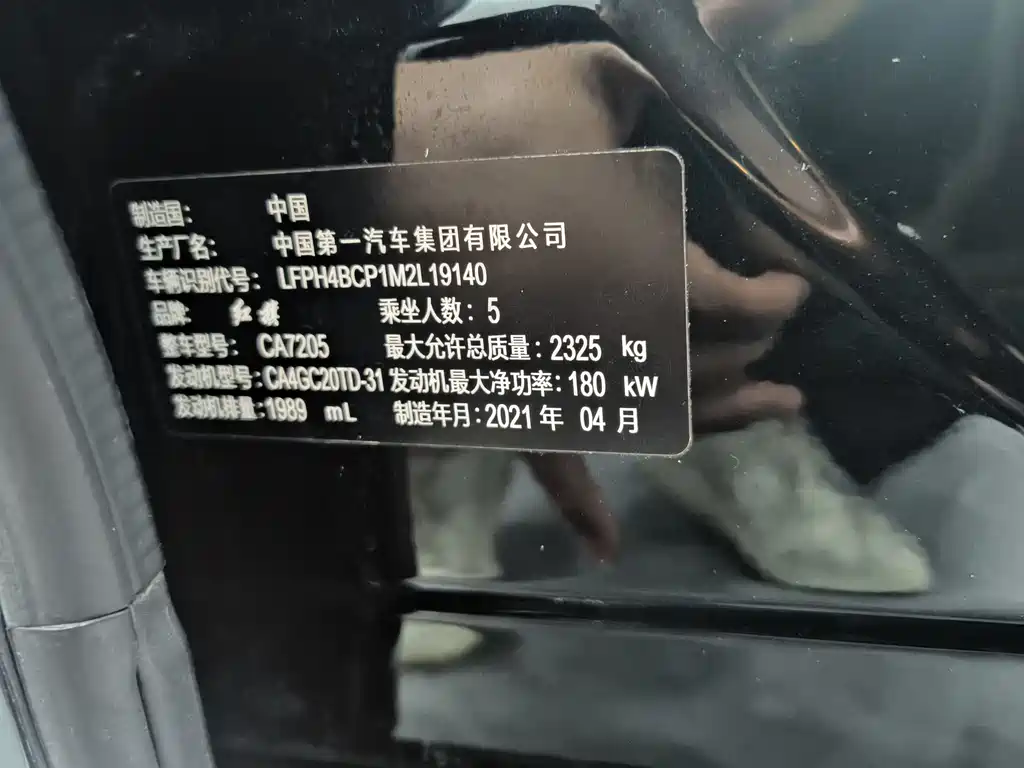 制造国： 中国
生产厂名： 中国第一汽车集团有限公司
车辆识别代号： LFPH4BCP1M2L19140
品牌 红旗 乘坐人数：5
整车型号： CA7205 最大允许总质量：2325 kg
发动机型号：CA4GC20TD-31 发动机最大净功率：180 kW
发动机排量：1989 mL 制造年月：2021 年 04 月